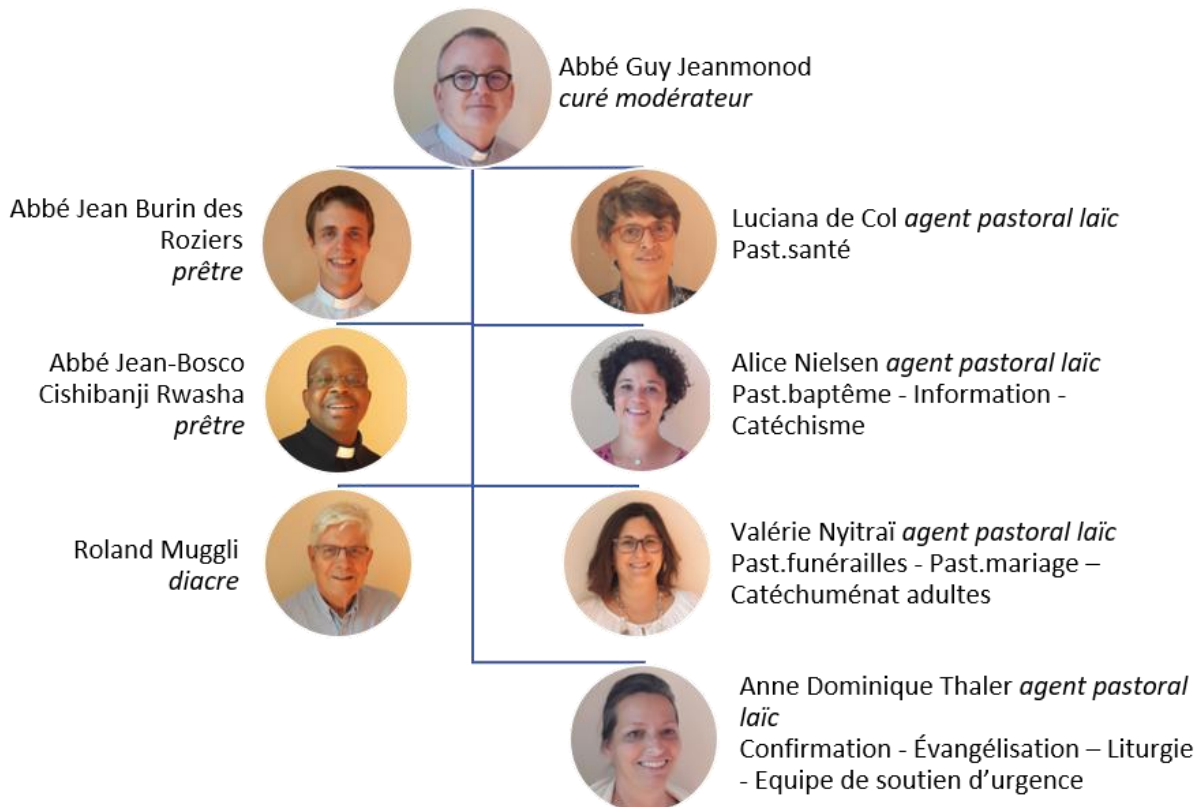 Abbé Guy Jeanmonod
curé modérateur
Abbé Jean Burin des
Roziers
prêtre
Luciana de Col agent pastoral laïc
Past.santé
Abbé Jean-Bosco
Cishibanji Rwasha
prêtre
Alice Nielsen agent pastoral laïc
Past.baptême - Information -
Catéchisme
Roland Muggli
diacre
Valérie Nyitraï agent pastoral laïc
Past.funérailles - Past.mariage –
Catéchuménat adultes
Anne Dominique Thaler agent pastoral
laïc
Confirmation - Évangélisation – Liturgie
- Equipe de soutien d’urgence